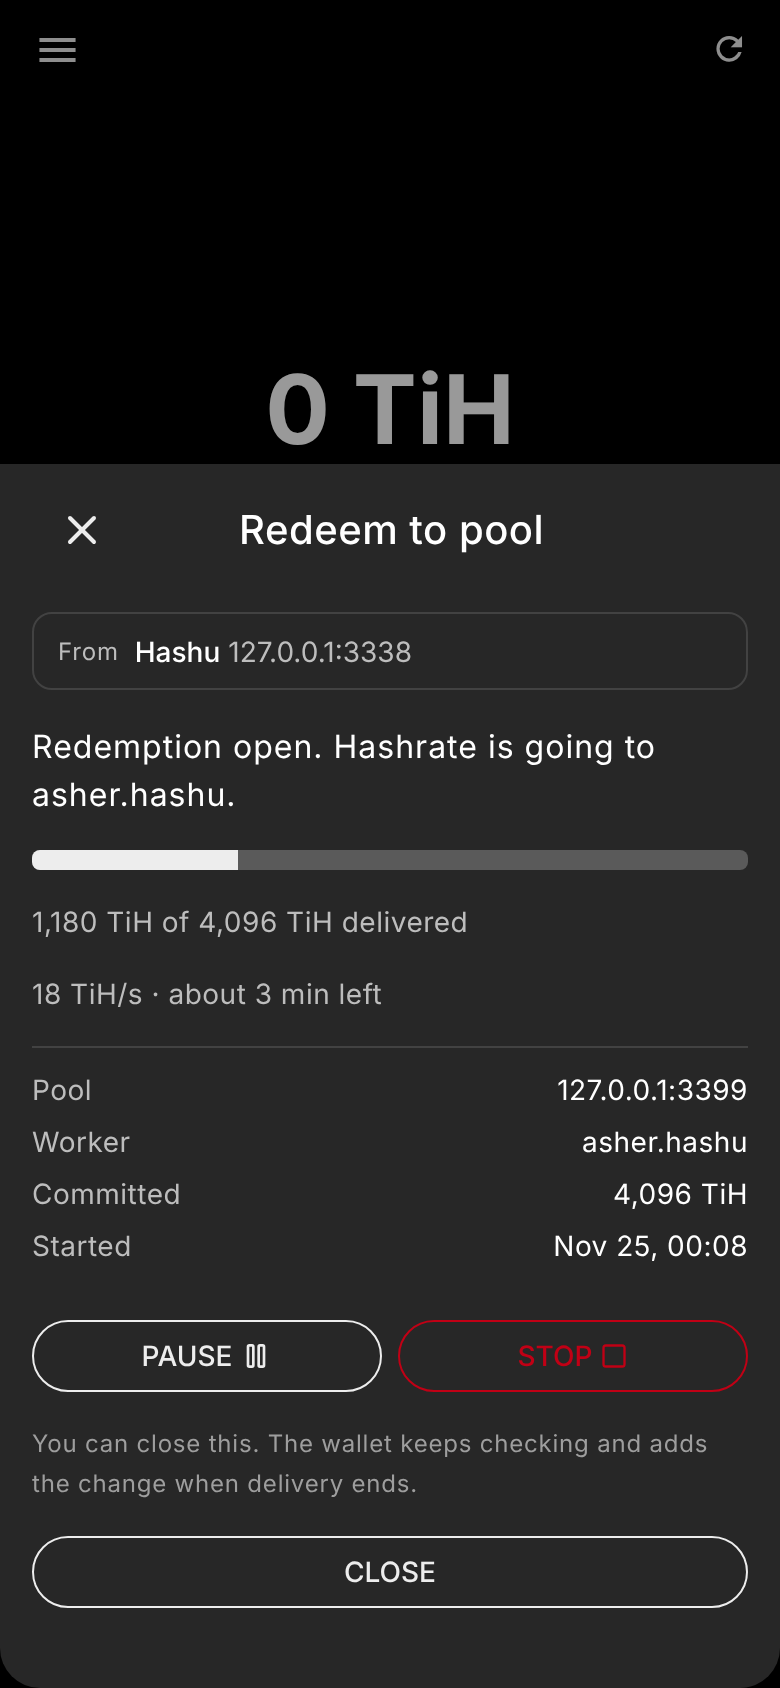 0 TiH
Redeem to pool
From Hashu 127.0.0.1:3338
Redemption open. Hashrate is going to
asher.hashu.
1,180 TiH of 4,096 TiH delivered
18 TiH/s · about 3 min left
Pool 127.0.0.1:3399
Worker asher.hashu
Committed 4,096 TiH
Started Nov 25, 00:08
PAUSE STOP
You can close this. The wallet keeps checking and adds
the change when delivery ends.
CLOSE